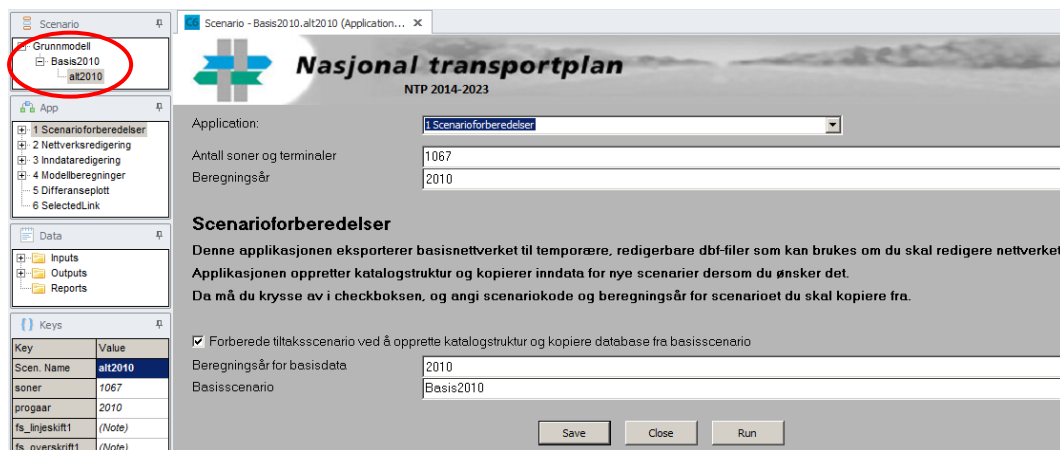 Scenario
Grunnmodell
Basis2010
alt2010
App
1 Scenarioforberedelser
2 Nettverksredigering
3 Inndataredigering
4 Modellberegninger
5 Differanseplott
6 SelectedLink
Data
Inputs
Outputs
Reports
Keys
Key Value
Scen. Name alt2010
soner 1067
progaar 2010
fs_linjeskift1 (Note)
fs_overskrift1 (Note)
Scenario - Basis2010.alt2010 (Application...
Nasjonal transportplan
NTP 2014-2023
Application: 1 Scenarioforberedelser
Antall soner og terminaler 1067
Beregningsår 2010
Scenarioforberedelser
Denne applikasjonen eksporterer basisnettverket til temporære, redigerbare dbf-filer som kan brukes om du skal redigere nettverket
Applikasjonen oppretter katalogstruktur og kopierer inndata for nye scenarier dersom du ønsker det.
Da må du krysse av i checkboksen, og angi scenariokode og beregningsår for scenarioet du skal kopiere fra.
Forberede tiltaksscenario ved å opprette katalogstruktur og kopiere database fra basisscenario
Beregningsår for basisdata 2010
Basisscenario Basis2010
Save Close Run